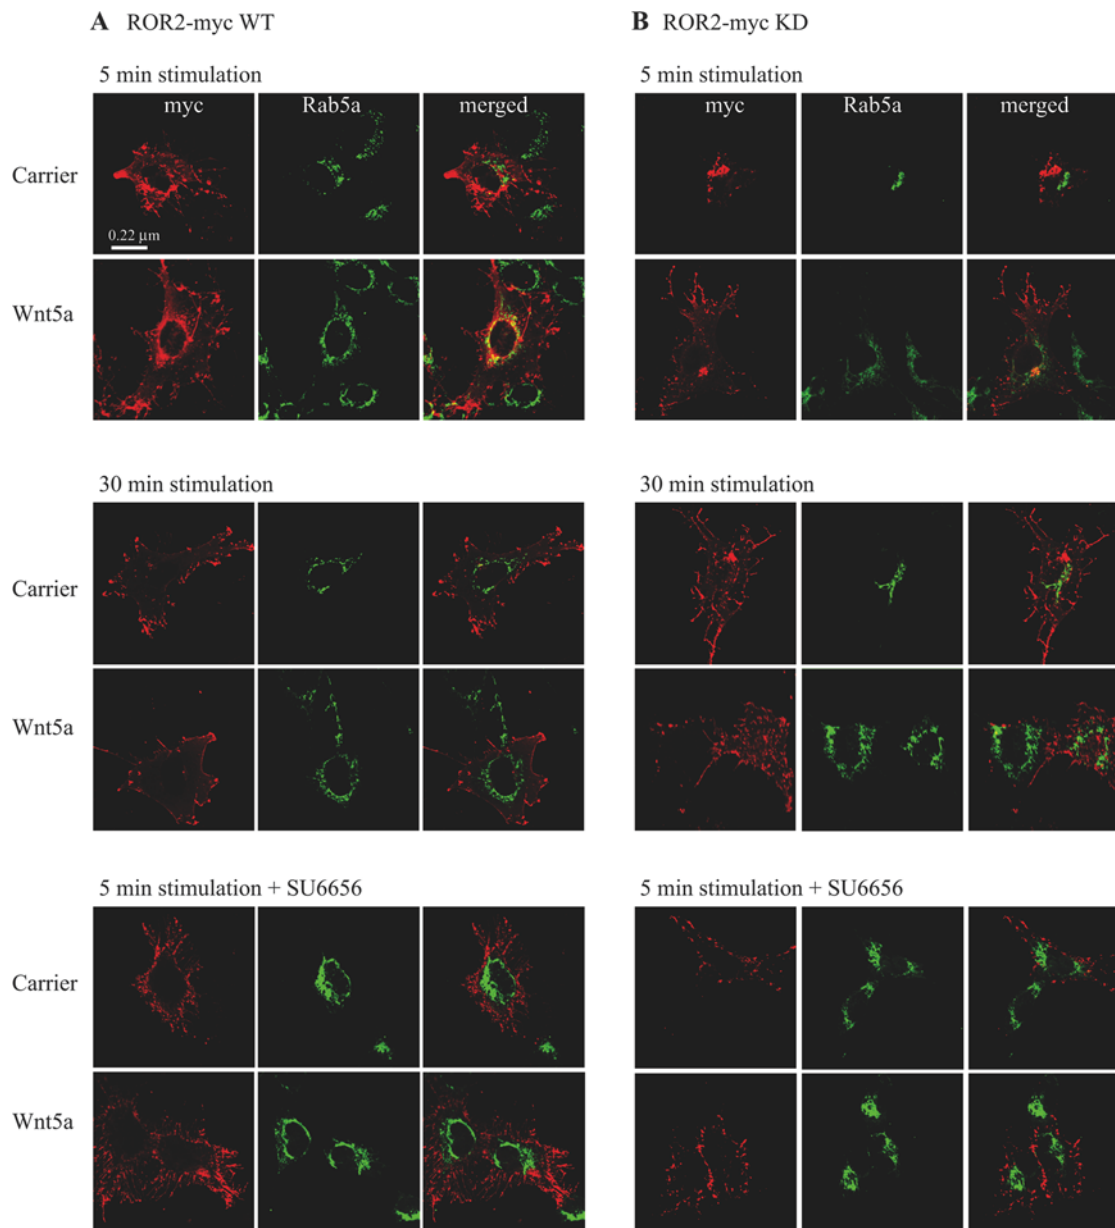 A ROR2-myc WT
B ROR2-myc KD
5 min stimulation
5 min stimulation
myc Rab5a merged
myc Rab5a merged
Carrier
0.22 µm
Wnt5a
30 min stimulation
30 min stimulation
Carrier
Wnt5a
5 min stimulation + SU6656
5 min stimulation + SU6656
Carrier
Wnt5a